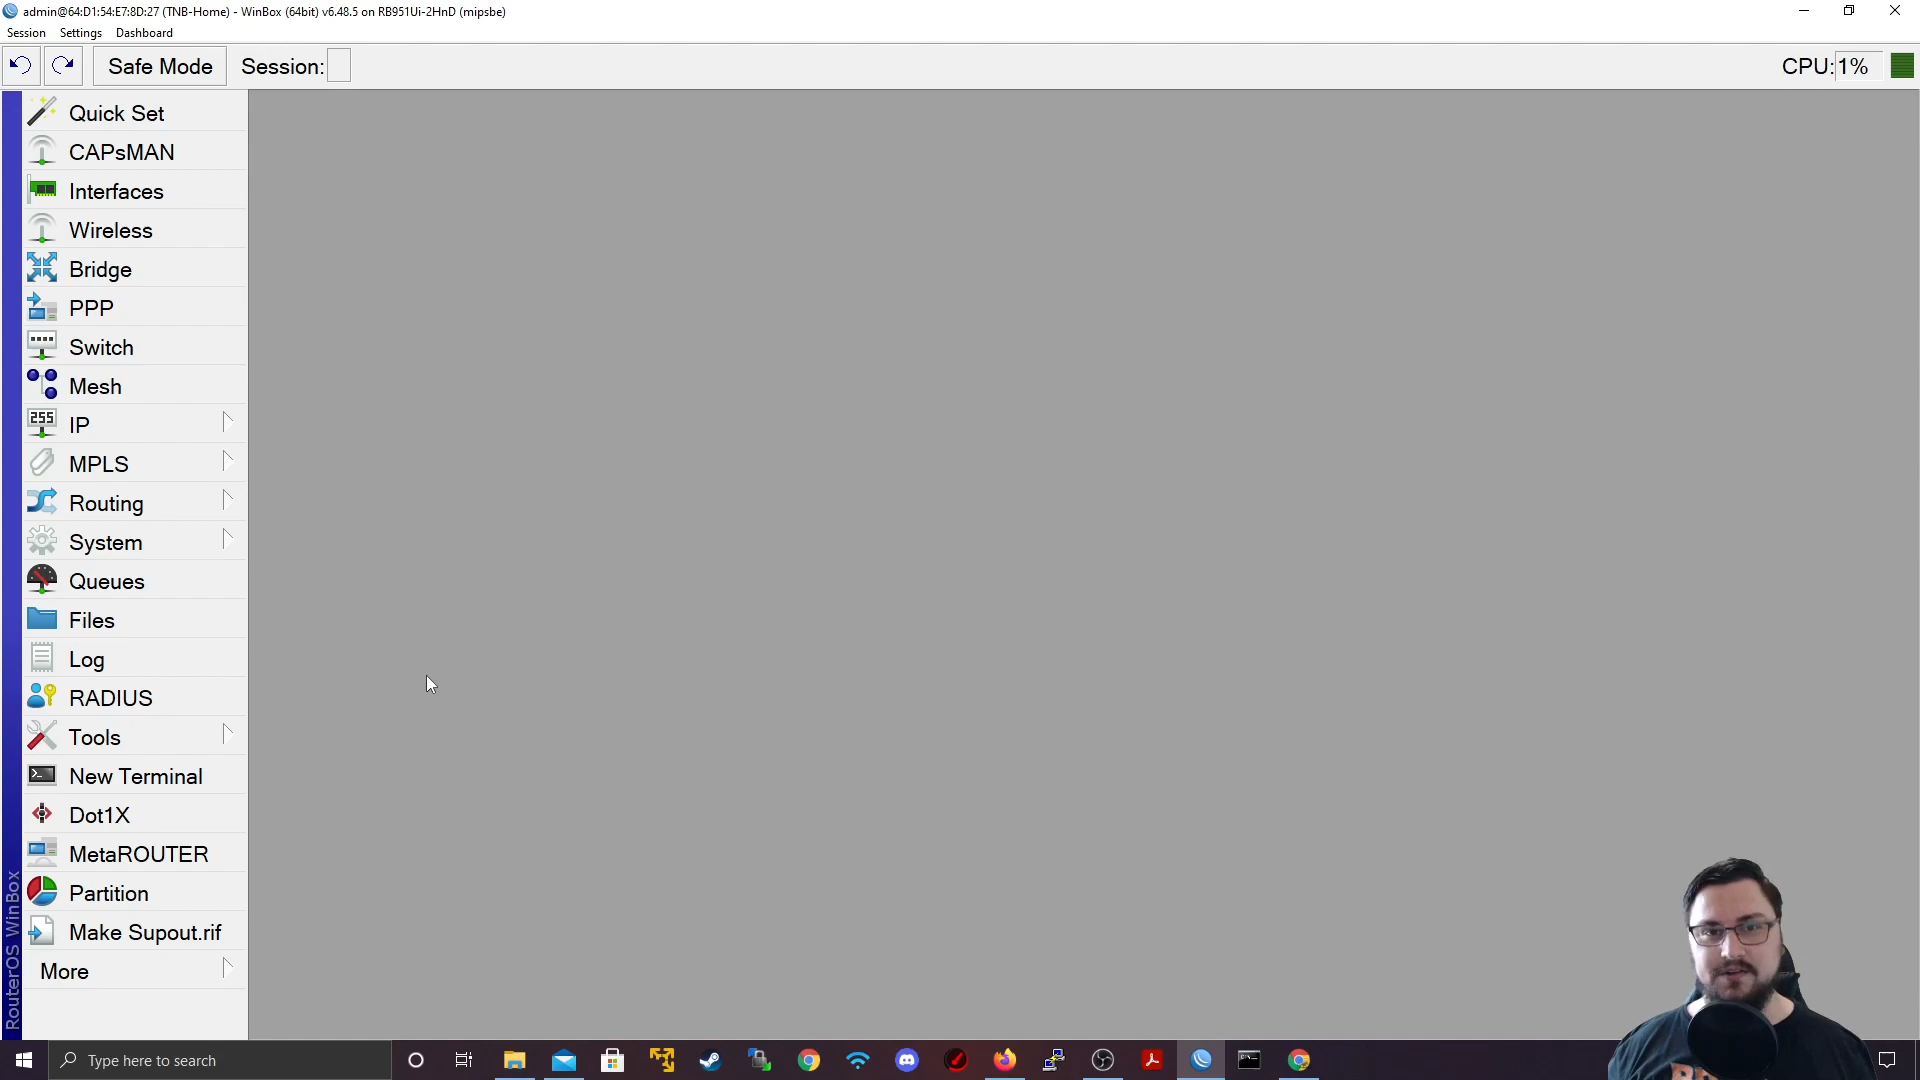 admin@64:D1:54:E7:8D:27 (TNB-Home) - WinBox (64bit) v6.48.5 on RB951Ui-2HnD (mipsbe)
Session Settings Dashboard
Safe Mode Session: CPU: 1%
Quick Set
CAPsMAN
Interfaces
Wireless
Bridge
PPP
Switch
Mesh
255 IP
MPLS
Routing
System
Queues
Files
Log
RADIUS
Tools
New Terminal
Dot1X
MetaROUTER
Partition
Make Supout.rif
More
RouterOS WinBox
Type here to search